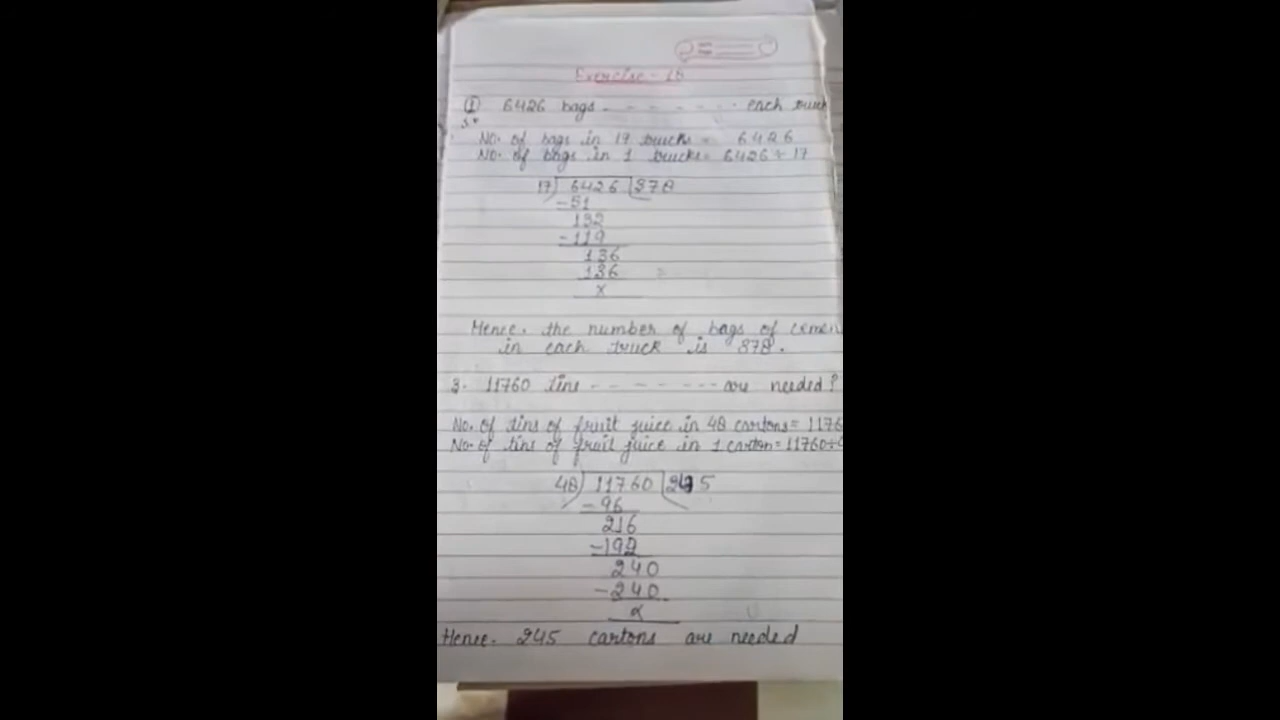 Exercise - 1B
① 6426 bags - - - - - - - each truck
No. of bags in 17 trucks = 6426
No. of bags in 1 trucks = 6426 ÷ 17
17) 6426 (378
-51
132
-119
136
136
x
Hence, the number of bags of cemen
in each truck is 378.
3. 11760 tins - - - - - - - are needed?
No. of tins of fruit juice in 48 cartons = 1176
No. of tins of fruit juice in 1 carton = 11760÷4
48) 11760 (245
-96
216
-192
240
-240
x
Hence, 245 cartons are needed